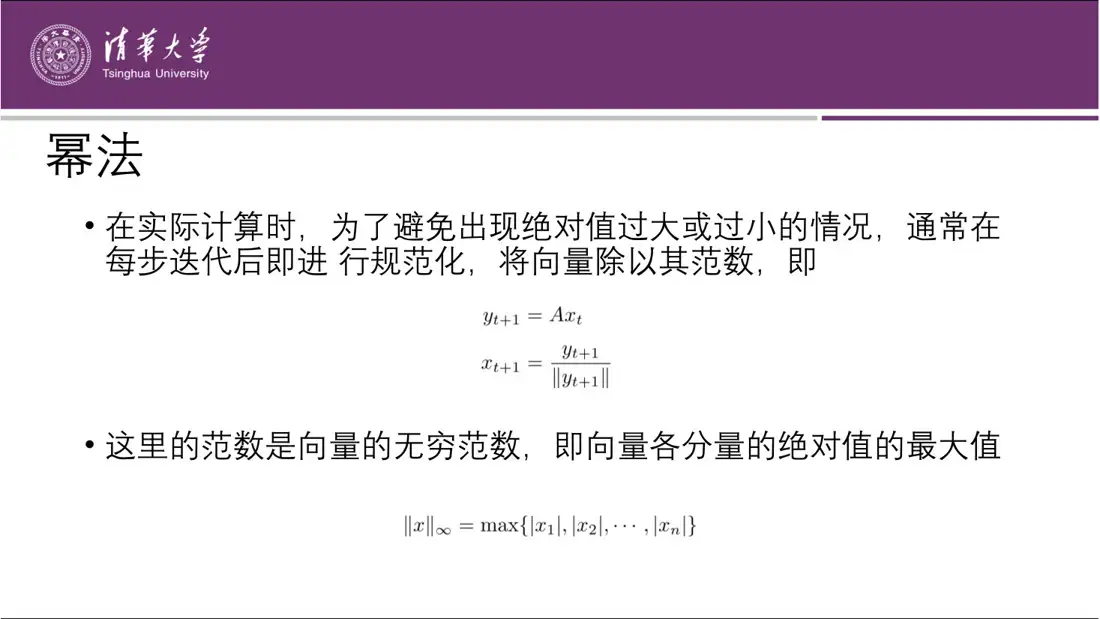 清华大学
Tsinghua University
幂法
• 在实际计算时，为了避免出现绝对值过大或过小的情况，通常在
每步迭代后即进 行规范化，将向量除以其范数，即
y_{t+1} = Ax_t
x_{t+1} = \frac{y_{t+1}}{‖y_{t+1}‖}
• 这里的范数是向量的无穷范数，即向量各分量的绝对值的最大值
‖x‖_∞ = max{|x_1|, |x_2|, ⋯ , |x_n|}